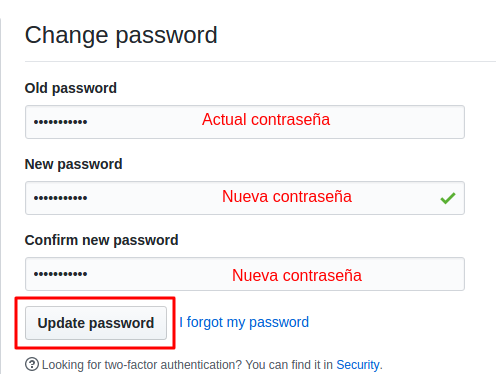 Change password
Old password
••••••••••• Actual contraseña
New password
••••••••••• Nueva contraseña
Confirm new password
••••••••••• Nueva contraseña
Update password I forgot my password
Looking for two-factor authentication? You can find it in Security.